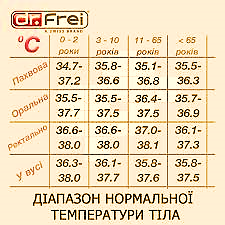 dr.frei
A SWISS BRAND
°C 0 - 2 3 - 10 11 - 65 < 65
роки років років років
Пахвова 34.7- 35.8- 35.1- 35.5-
37.2 36.6 36.8 36.3
Оральна 35.5- 35.5- 36.4- 35.7-
37.7 37.5 37.5 36.9
Ректально 36.6- 36.6- 37.0- 36.1-
38.0 38.0 38.1 37.3
У вусі 36.3- 36.1- 35.8- 35.8-
38.0 37.7 37.6 37.5
ДІАПАЗОН НОРМАЛЬНОЇ
ТЕМПЕРАТУРИ ТІЛА